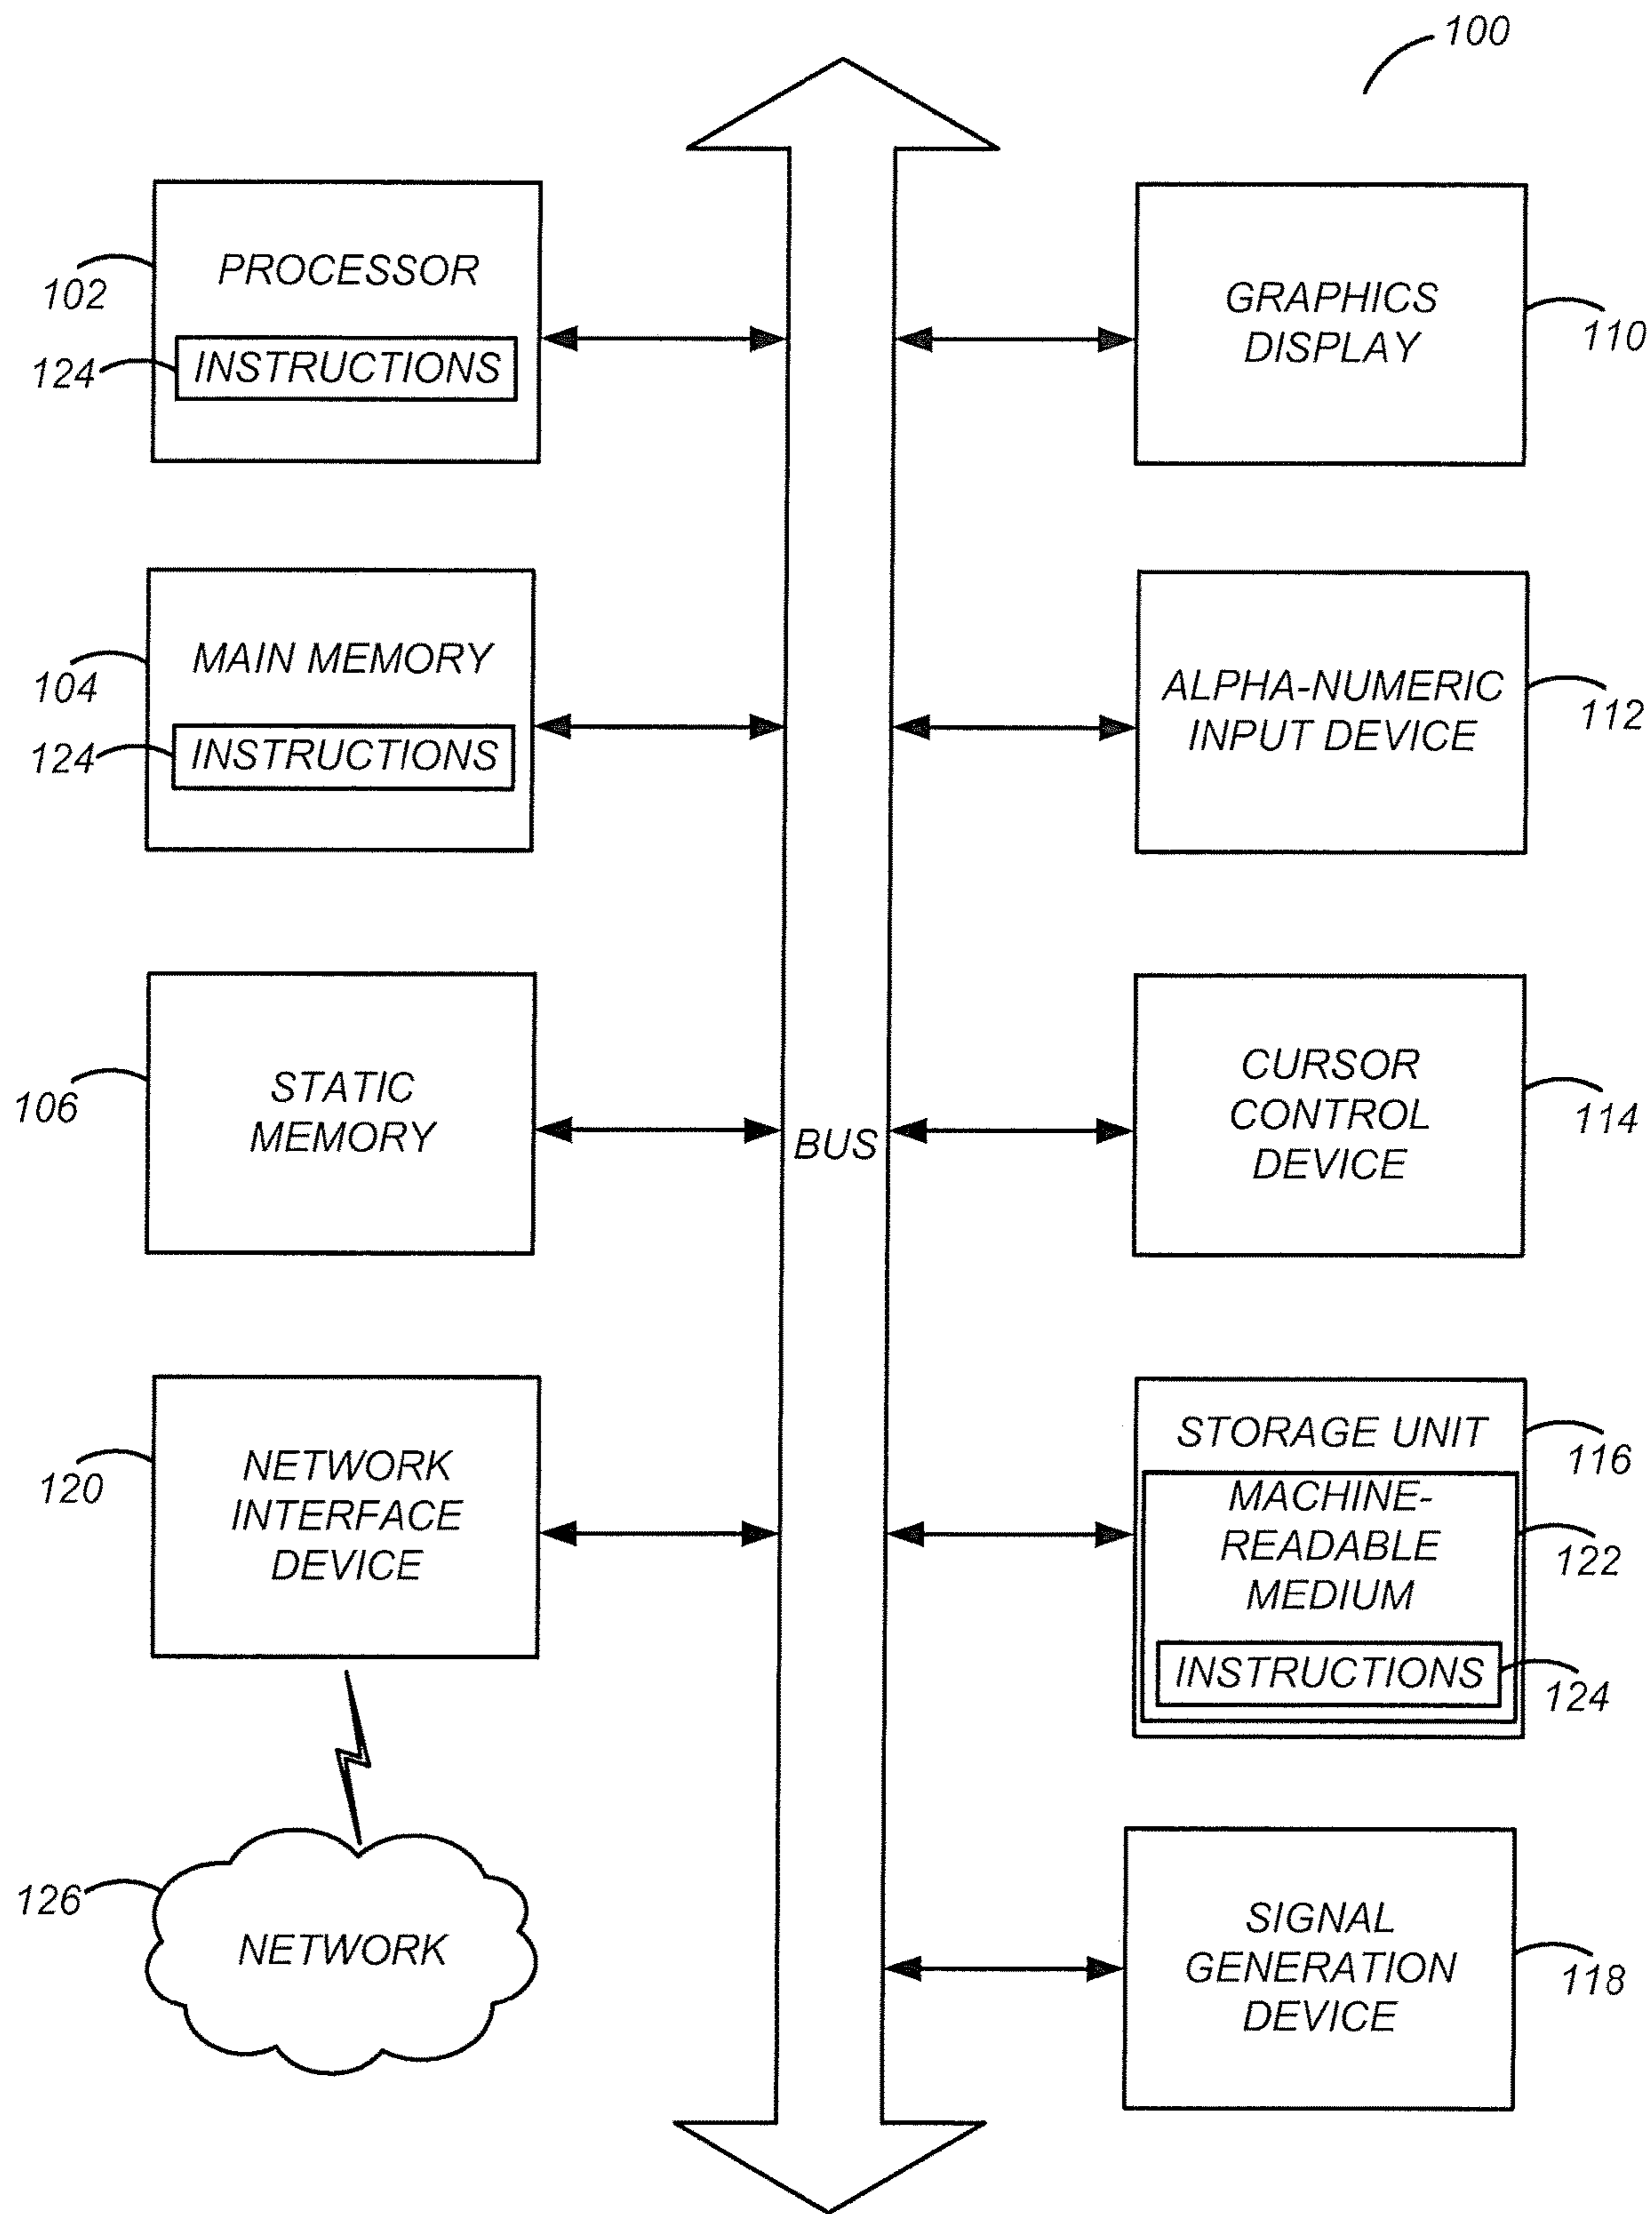 100
PROCESSOR
102
124
INSTRUCTIONS
GRAPHICS
DISPLAY
110
MAIN MEMORY
104
124
INSTRUCTIONS
ALPHA-NUMERIC
INPUT DEVICE
112
STATIC
MEMORY
106
BUS
CURSOR
CONTROL
DEVICE
114
NETWORK
INTERFACE
DEVICE
120
STORAGE UNIT
116
MACHINE-
READABLE
MEDIUM
122
INSTRUCTIONS
124
126
NETWORK
SIGNAL
GENERATION
DEVICE
118